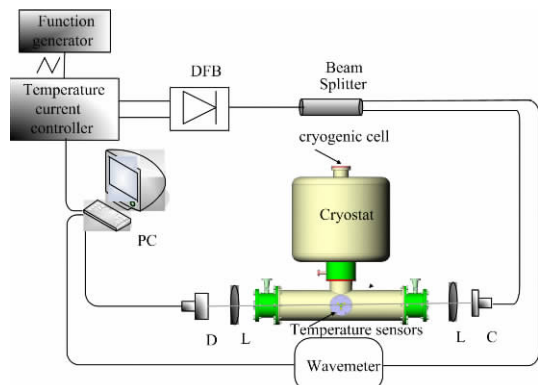 Function
generator
Temperature
current
controller
DFB
Beam
Splitter
cryogenic cell
Cryostat
PC
Temperature sensors
D
L
L
C
Wavemeter